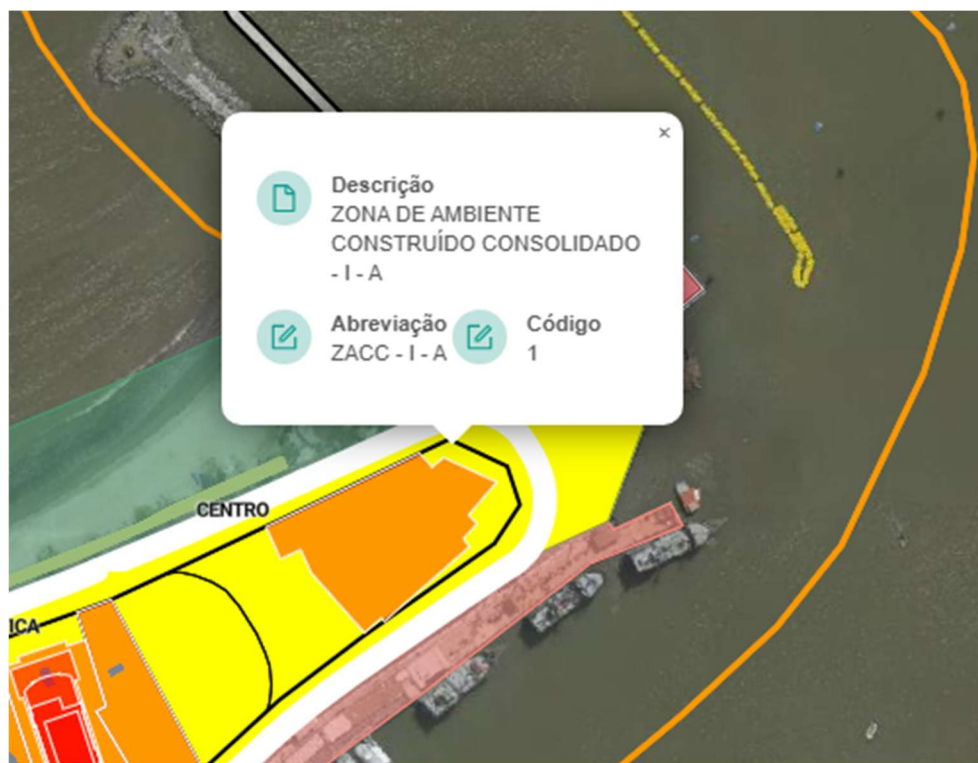 ×
Descrição
ZONA DE AMBIENTE
CONSTRUÍDO CONSOLIDADO
- I - A
Abreviação
ZACC - I - A
Código
1
CENTRO
ICA